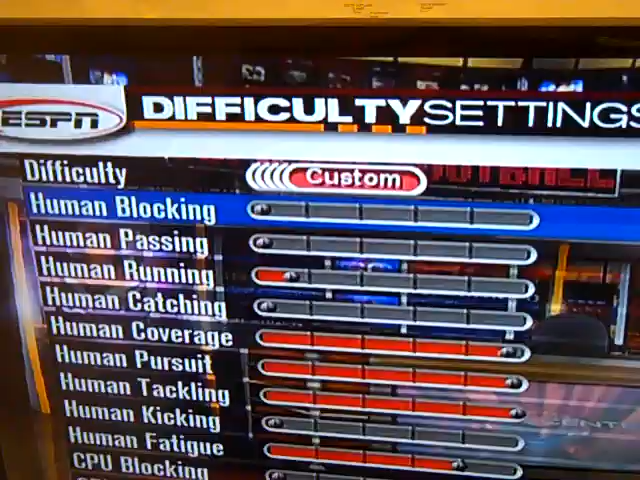 ESPN
DIFFICULTY SETTINGS
Difficulty Custom
Human Blocking
Human Passing
Human Running
Human Catching
Human Coverage
Human Pursuit
Human Tackling
Human Kicking
Human Fatigue
CPU Blocking